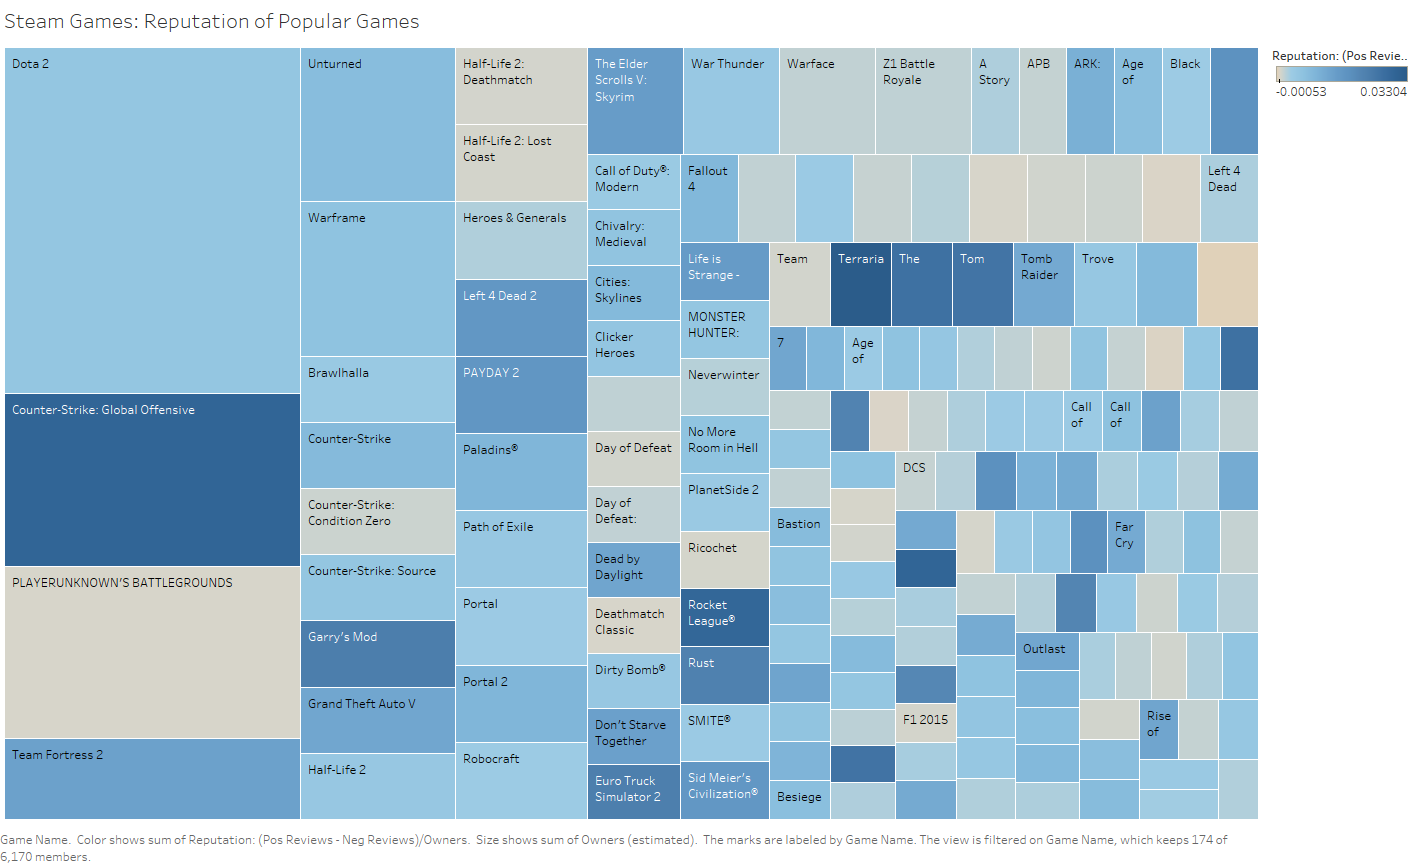 Steam Games: Reputation of Popular Games
Reputation: (Pos Revie..
-0.00053
0.03304
Dota 2
Counter-Strike: Global Offensive
PLAYERUNKNOWN'S BATTLEGROUNDS
Team Fortress 2
Unturned
Warframe
Brawlhalla
Counter-Strike
Counter-Strike:
Condition Zero
Counter-Strike: Source
Garry's Mod
Grand Theft Auto V
Half-Life 2
Half-Life 2:
Deathmatch
Half-Life 2: Lost
Coast
Heroes & Generals
Left 4 Dead 2
PAYDAY 2
Paladins®
Path of Exile
Portal
Portal 2
Robocraft
The Elder
Scrolls V:
Skyrim
War Thunder
Warface
Z1 Battle
Royale
A
Story
APB
ARK:
Age
of
Black
Call of Duty®:
Modern
Chivalry:
Medieval
Cities:
Skylines
Clicker
Heroes
Day of Defeat
Day of
Defeat:
Dead by
Daylight
Deathmatch
Classic
Dirty Bomb®
Don't Starve
Together
Euro Truck
Simulator 2
Fallout
4
Left 4
Dead
Life is
Strange -
MONSTER
HUNTER:
Neverwinter
No More
Room in Hell
PlanetSide 2
Ricochet
Rocket
League®
Rust
SMITE®
Sid Meier's
Civilization®
Team
Terraria
The
Tom
Tomb
Raider
Trove
7
Age
of
Call
of
Call
of
DCS
Bastion
Far
Cry
Outlast
F1 2015
Rise
of
Besiege
Game Name.  Color shows sum of Reputation: (Pos Reviews - Neg Reviews)/Owners.  Size shows sum of Owners (estimated).  The marks are labeled by Game Name. The view is filtered on Game Name, which keeps 174 of
6,170 members.